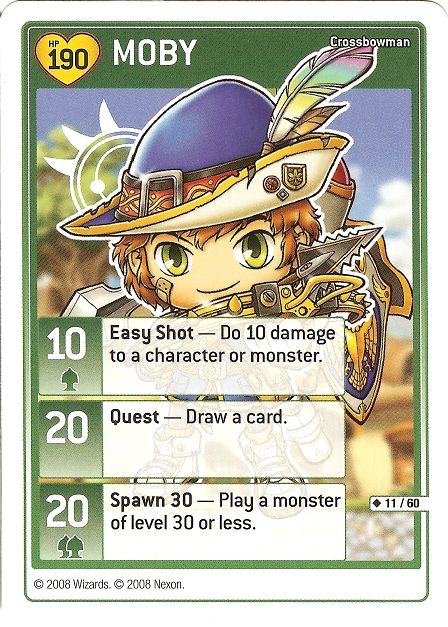 HP
190
MOBY
Crossbowman
10
Easy Shot — Do 10 damage
to a character or monster.
20
Quest — Draw a card.
20
Spawn 30 — Play a monster
of level 30 or less.
◆ 11 / 60
© 2008 Wizards. © 2008 Nexon.